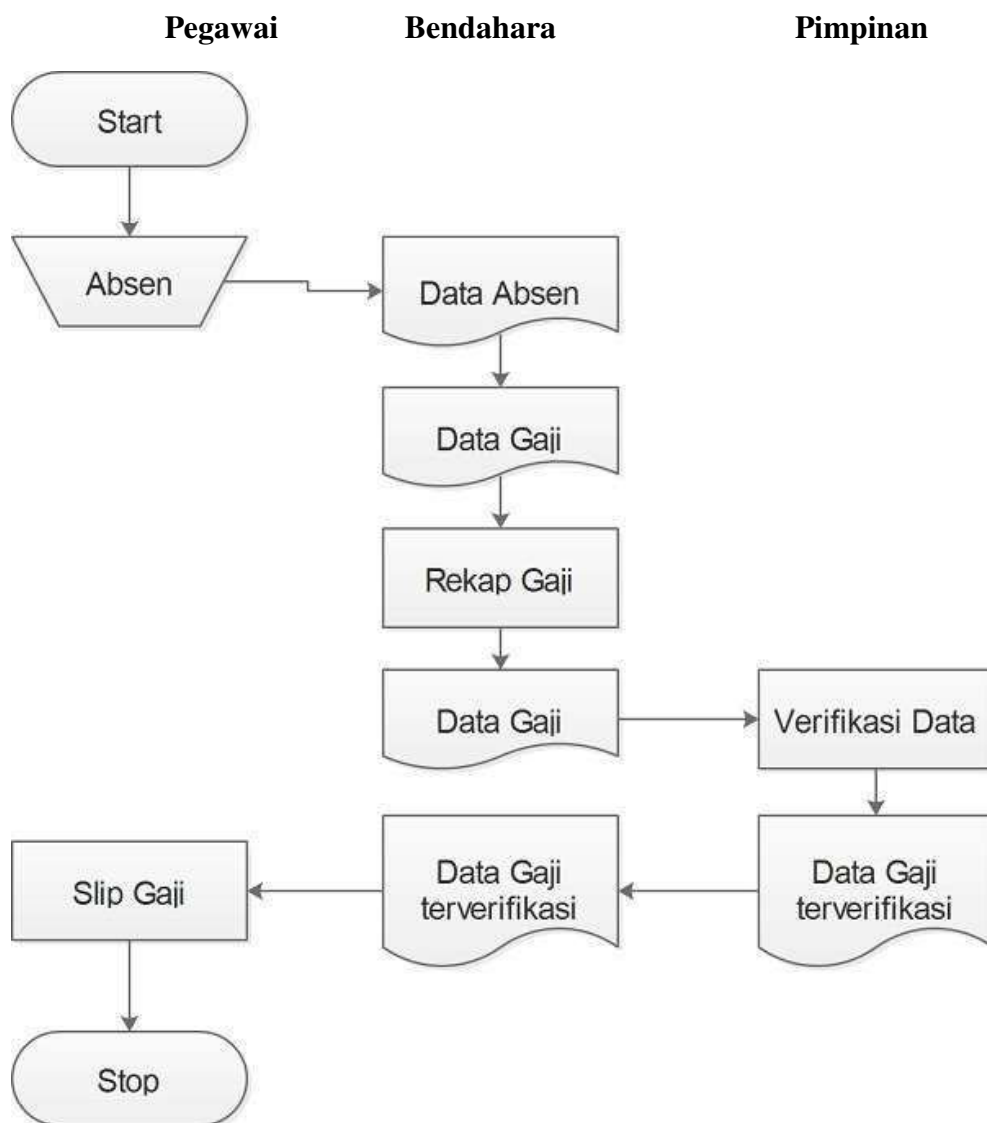 Pegawai Bendahara Pimpinan
Start
Absen
Data Absen
Data Gaji
Rekap Gaji
Data Gaji
Verifikasi Data
Slip Gaji
Data Gaji
terverifikasi
Data Gaji
terverifikasi
Stop